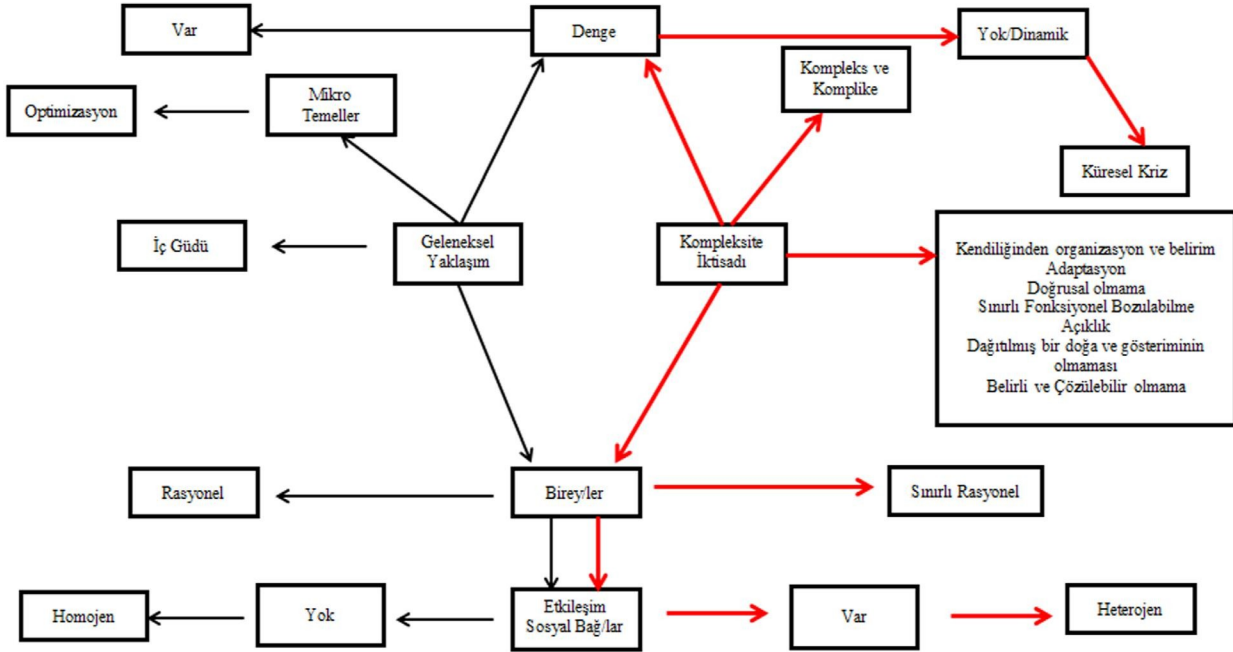 Var
Denge
Yok/Dinamik
Kompleks ve
Komplike
Optimizasyon
Mikro
Temeller
Küresel Kriz
İç Güdü
Geleneksel
Yaklaşım
Kompleksite
İktisadı
Kendiliğinden organizasyon ve belirim
Adaptasyon
Doğrusal olmama
Sınırlı Fonksiyonel Bozulabilme
Açıklık
Dağıtılmış bir doğa ve gösteriminin
olmaması
Belirli ve Çözülebilir olmama
Rasyonel
Birey/ler
Sınırlı Rasyonel
Homojen
Yok
Etkileşim
Sosyal Bağ/lar
Var
Heterojen